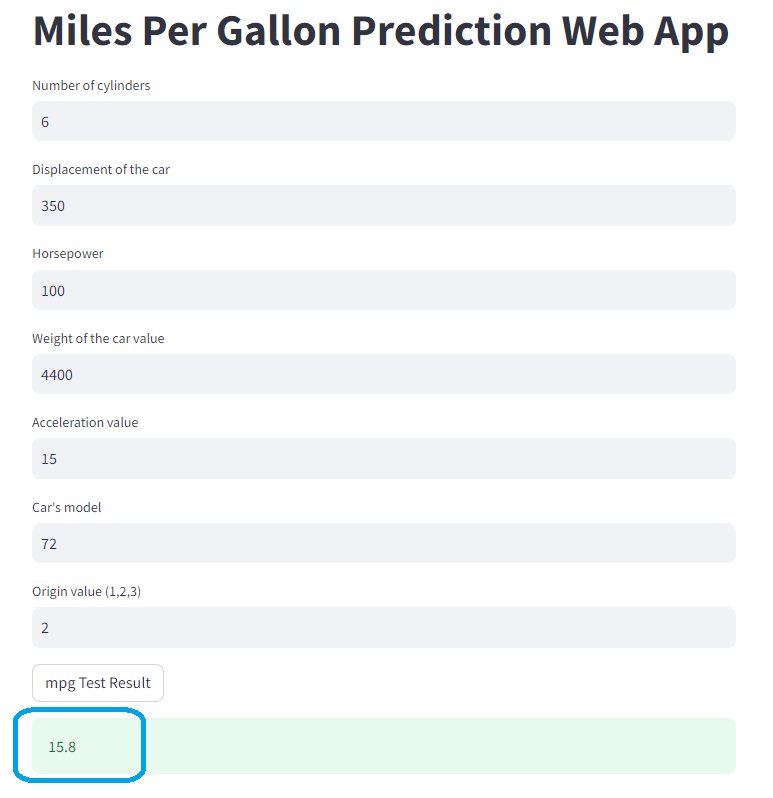 Miles Per Gallon Prediction Web App
Number of cylinders
6
Displacement of the car
350
Horsepower
100
Weight of the car value
4400
Acceleration value
15
Car's model
72
Origin value (1,2,3)
2
mpg Test Result
15.8